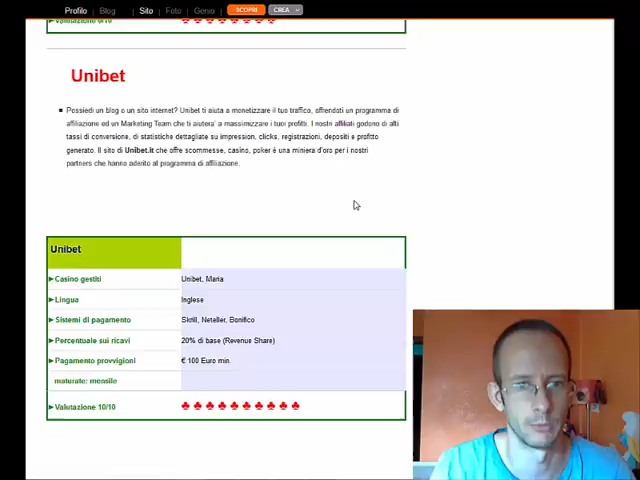 Profilo | Blog | Sito | Foto | Genio | SCOPRI CREA
Valutazione 9/10
Unibet
Possiedi un blog o un sito internet? Unibet ti aiuta a monetizzare il tuo traffico, offrendoti un programma di
affiliazione ed un Marketing Team che ti aiutera' a massimizzare i tuoi profitti. I nostri affiliati godono di alti
tassi di conversione, di statistiche dettagliate su impression, clicks, registrazioni, depositi e profitto
generato. Il sito di Unibet.it che offre scommesse, casino, poker è una miniera d'oro per i nostri
partners che hanno aderito al programma di affiliazione.
Unibet
Casino gestiti Unibet, Maria
Lingua Inglese
Sistemi di pagamento Skrill, Neteller, Bonifico
Percentuale sui ricavi 20% di base (Revenue Share)
Pagamento provvigioni € 100 Euro min.
maturate: mensile
Valutazione 10/10